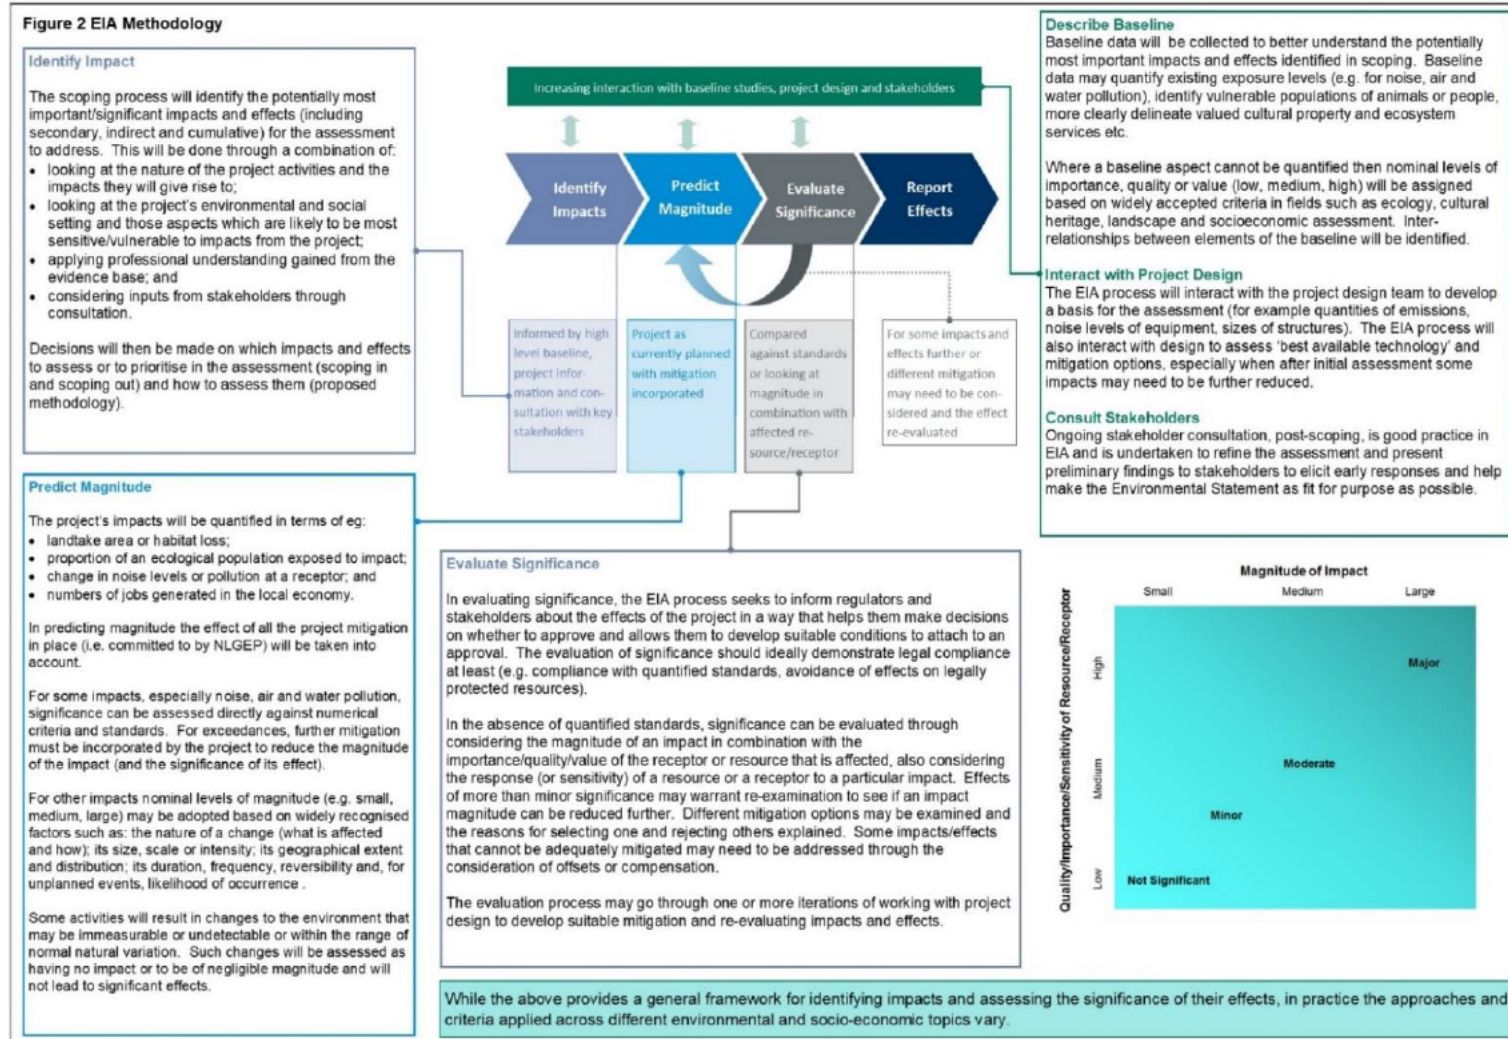 Figure 2 EIA Methodology
Identify Impact
The scoping process will identify the potentially most
important/significant impacts and effects (including
secondary, indirect and cumulative) for the assessment
to address. This will be done through a combination of:
• looking at the nature of the project activities and the
impacts they will give rise to;
• looking at the project's environmental and social
setting and those aspects which are likely to be most
sensitive/vulnerable to impacts from the project;
• applying professional understanding gained from the
evidence base; and
• considering inputs from stakeholders through
consultation.
Decisions will then be made on which impacts and effects
to assess or to prioritise in the assessment (scoping in
and scoping out) and how to assess them (proposed
methodology).
Predict Magnitude
The project's impacts will be quantified in terms of eg:
• landtake area or habitat loss;
• proportion of an ecological population exposed to impact;
• change in noise levels or pollution at a receptor; and
• numbers of jobs generated in the local economy.
In predicting magnitude the effect of all the project mitigation
in place (i.e. committed to by NLGEP) will be taken into
account.
For some impacts, especially noise, air and water pollution,
significance can be assessed directly against numerical
criteria and standards. For exceedances, further mitigation
must be incorporated by the project to reduce the magnitude
of the impact (and the significance of its effect).
For other impacts nominal levels of magnitude (e.g. small,
medium, large) may be adopted based on widely recognised
factors such as: the nature of a change (what is affected
and how); its size, scale or intensity; its geographical extent
and distribution; its duration, frequency, reversibility and, for
unplanned events, likelihood of occurrence .
Some activities will result in changes to the environment that
may be immeasurable or undetectable or within the range of
normal natural variation. Such changes will be assessed as
having no impact or to be of negligible magnitude and will
not lead to significant effects.
Increasing interaction with baseline studies, project design and stakeholders
Identify
Impacts
Predict
Magnitude
Evaluate
Significance
Report
Effects
Informed by high
level baseline,
project infor-
mation and con-
sultation with key
stakeholders
Project as
currently planned
with mitigation
incorporated
Compared
against standards
or looking at
magnitude in
combination with
affected re-
source/receptor
For some impacts and
effects further or
different mitigation
may need to be con-
sidered and the effect
re-evaluated
Evaluate Significance
In evaluating significance, the EIA process seeks to inform regulators and
stakeholders about the effects of the project in a way that helps them make decisions
on whether to approve and allows them to develop suitable conditions to attach to an
approval. The evaluation of significance should ideally demonstrate legal compliance
at least (e.g. compliance with quantified standards, avoidance of effects on legally
protected resources).
In the absence of quantified standards, significance can be evaluated through
considering the magnitude of an impact in combination with the
importance/quality/value of the receptor or resource that is affected, also considering
the response (or sensitivity) of a resource or a receptor to a particular impact. Effects
of more than minor significance may warrant re-examination to see if an impact
magnitude can be reduced further. Different mitigation options may be examined and
the reasons for selecting one and rejecting others explained. Some impacts/effects
that cannot be adequately mitigated may need to be addressed through the
consideration of offsets or compensation.
The evaluation process may go through one or more iterations of working with project
design to develop suitable mitigation and re-evaluating impacts and effects.
Describe Baseline
Baseline data will be collected to better understand the potentially
most important impacts and effects identified in scoping. Baseline
data may quantify existing exposure levels (e.g. for noise, air and
water pollution), identify vulnerable populations of animals or people,
more clearly delineate valued cultural property and ecosystem
services etc.
Where a baseline aspect cannot be quantified then nominal levels of
importance, quality or value (low, medium, high) will be assigned
based on widely accepted criteria in fields such as ecology, cultural
heritage, landscape and socioeconomic assessment. Inter-
relationships between elements of the baseline will be identified.
Interact with Project Design
The EIA process will interact with the project design team to develop
a basis for the assessment (for example quantities of emissions,
noise levels of equipment, sizes of structures). The EIA process will
also interact with design to assess 'best available technology' and
mitigation options, especially when after initial assessment some
impacts may need to be further reduced.
Consult Stakeholders
Ongoing stakeholder consultation, post-scoping, is good practice in
EIA and is undertaken to refine the assessment and present
preliminary findings to stakeholders to elicit early responses and help
make the Environmental Statement as fit for purpose as possible.
Magnitude of Impact
Small Medium Large
Quality/Importance/Sensitivity of Resource/Receptor
High
Medium
Low
Major
Moderate
Minor
Not Significant
While the above provides a general framework for identifying impacts and assessing the significance of their effects, in practice the approaches and
criteria applied across different environmental and socio-economic topics vary.